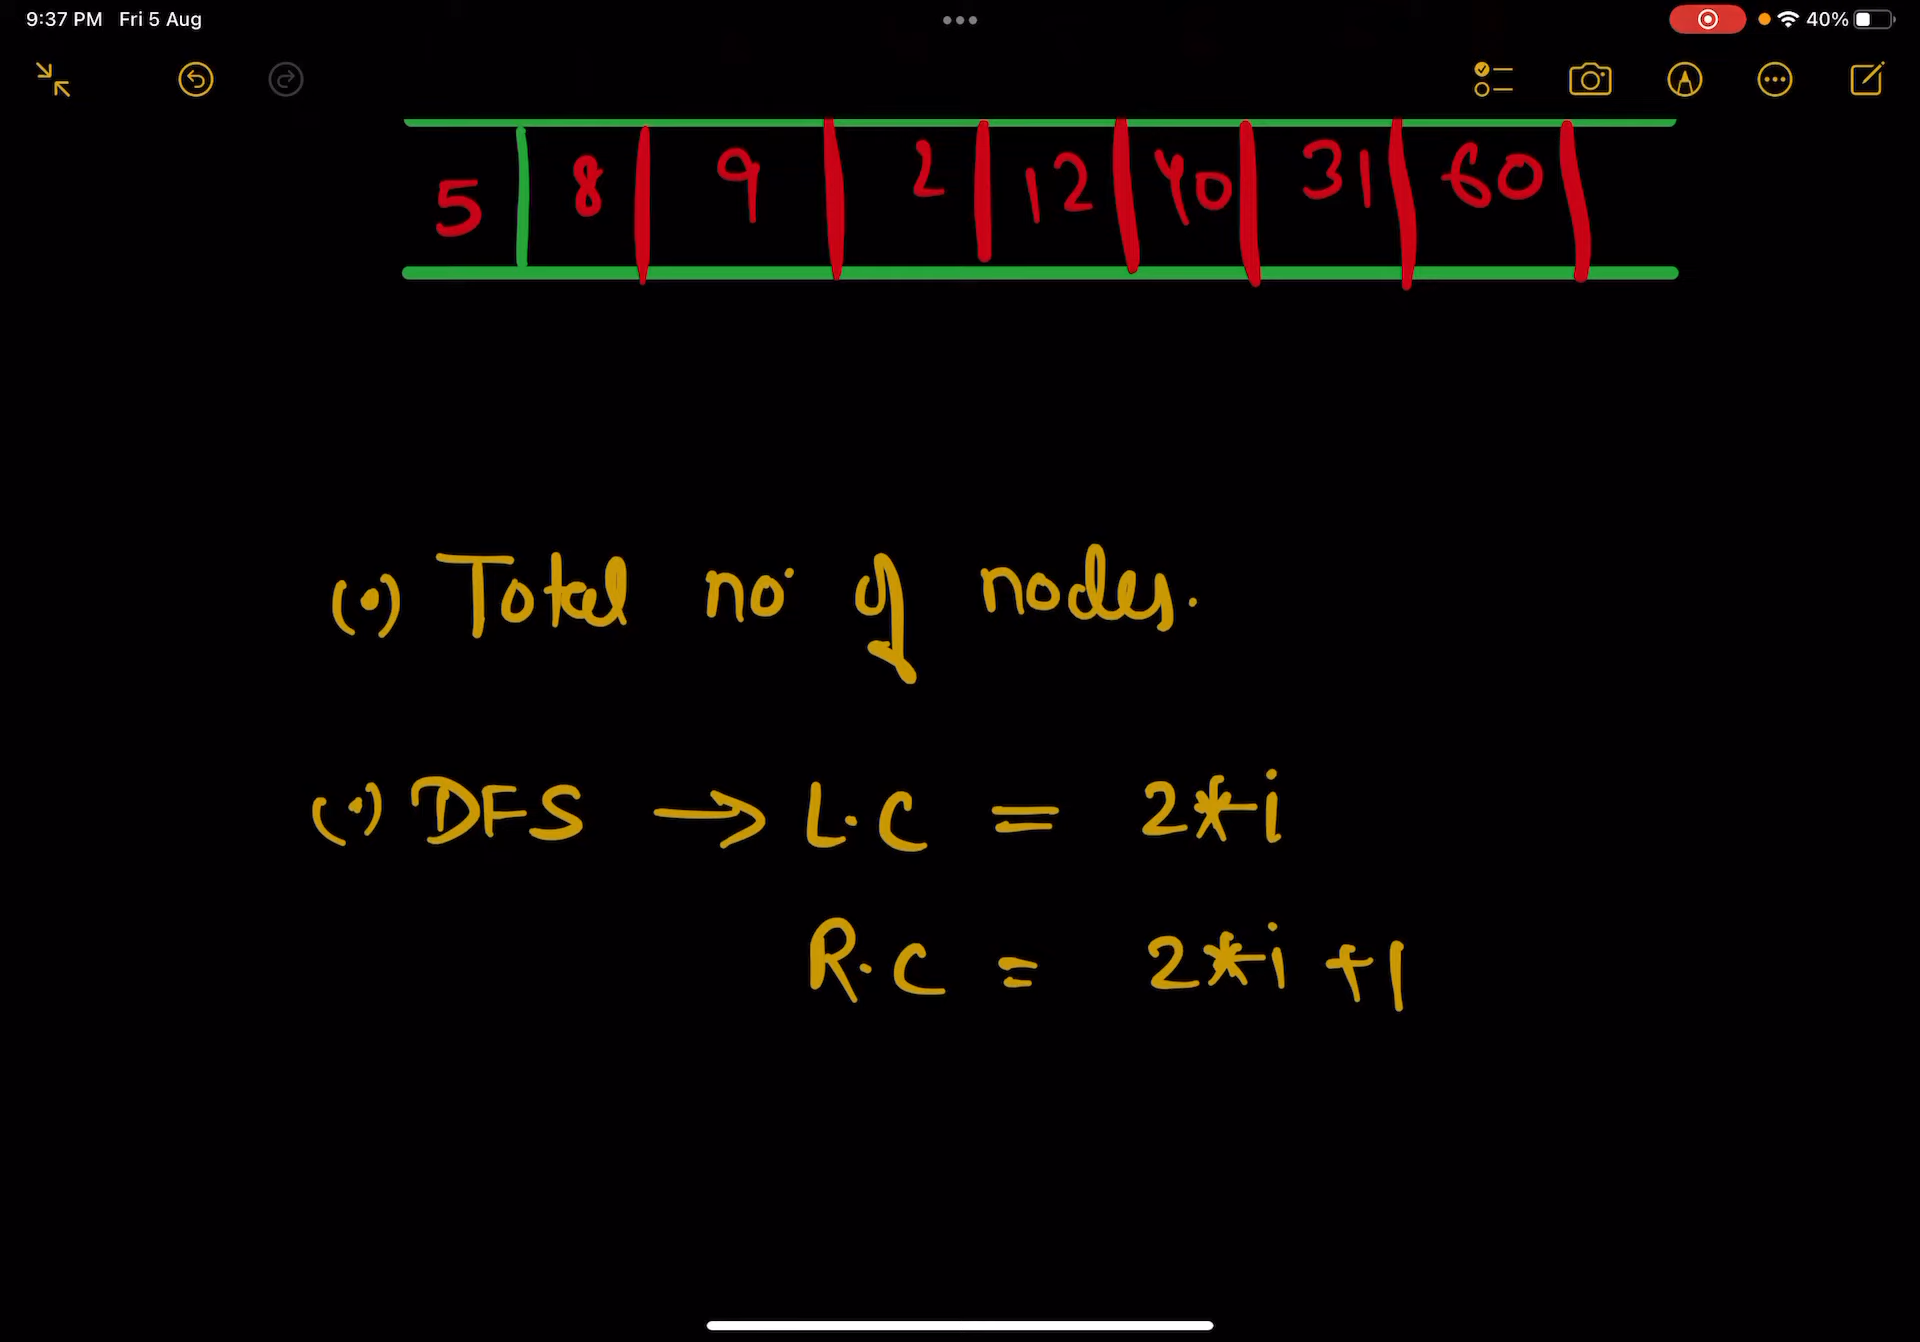 9:37 PM Fri 5 Aug 40%
5 8 9 2 12 40 31 60
(•) Total no of nodes.
(•) DFS → L.C = 2*i
R.C = 2*i +1